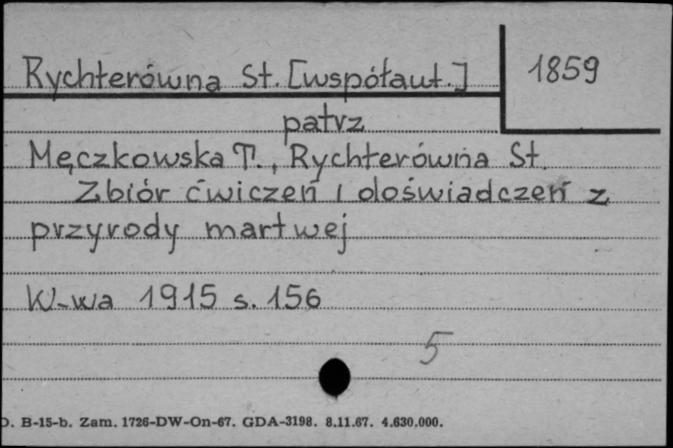 Rychterówna St. [współaut.]
1859
patrz
Męczkowska T., Rychterówna St.
Zbiór ćwiczeń i doświadczeń z
przyrody martwej
W-wa 1915 s. 156
5
D. B-15-b. Zam. 1726-DW-On-67. GDA-3198. 8.11.67. 4.630.000.